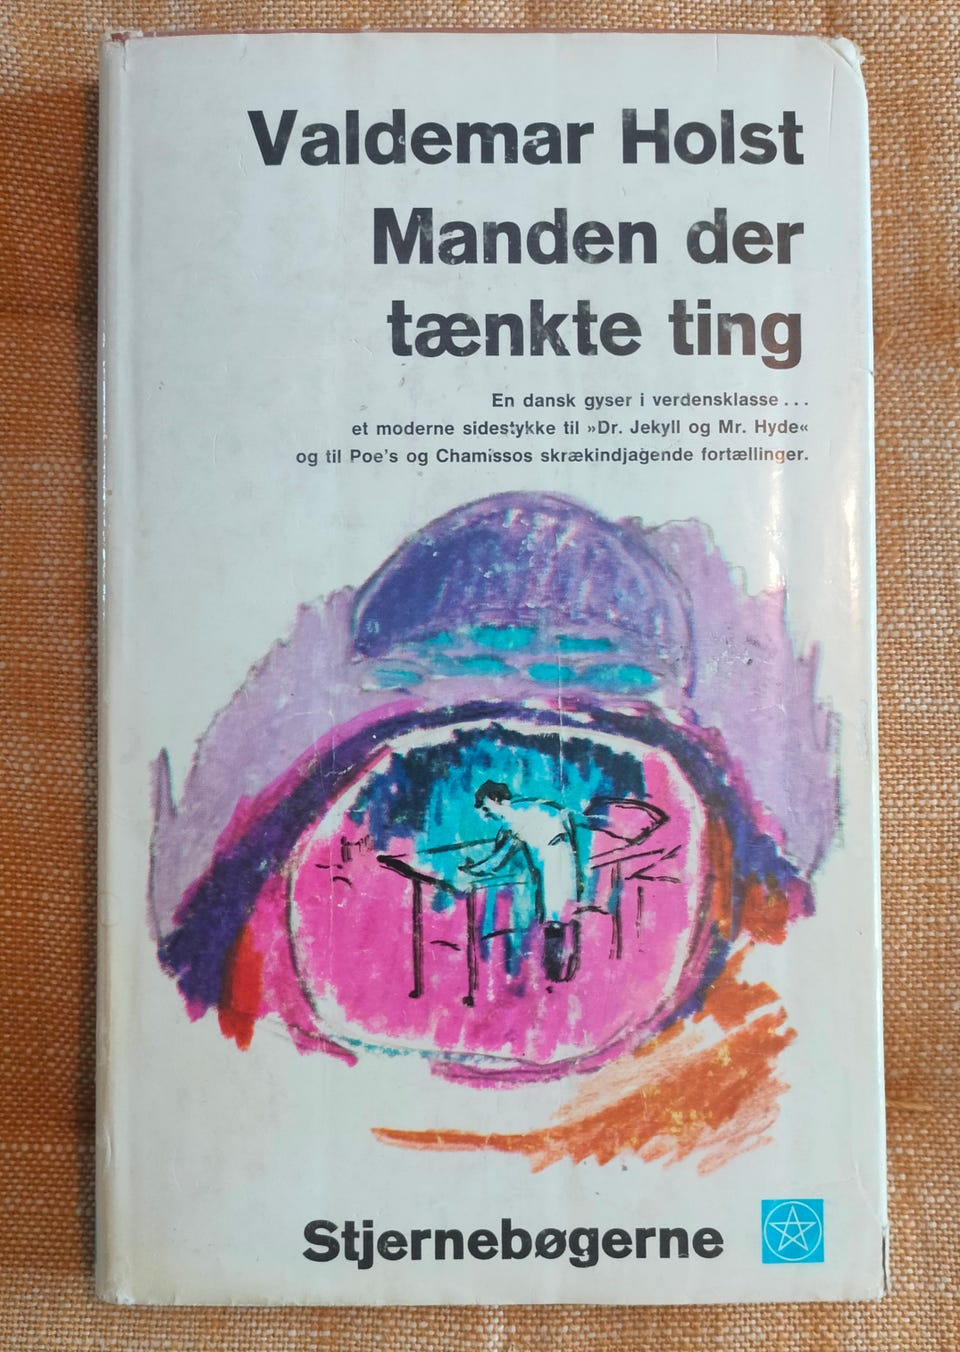 Valdemar Holst
Manden der
tænkte ting
En dansk gyser i verdensklasse...
et moderne sidestykke til »Dr. Jekyll og Mr. Hyde«
og til Poe's og Chamissos skrækindjagende fortællinger.
Stjernebøgerne